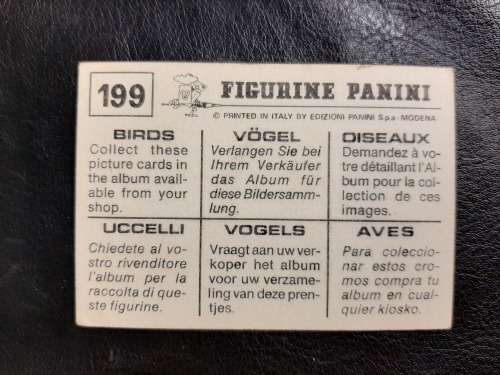 199
FIGURINE PANINI
© PRINTED IN ITALY BY EDIZIONI PANINI S.p.a - MODENA
BIRDS
Collect these
picture cards in
the album avail-
able from your
shop.
VÖGEL
Verlangen Sie bei
Ihrem Verkäufer
das Album für
diese Bildersamm-
lung.
OISEAUX
Demandez à vo-
tre détaillant l'Al-
bum pour la col-
lection de ces
images.
UCCELLI
Chiedete al vo-
stro rivenditore
l'album per la
raccolta di que-
ste figurine.
VOGELS
Vraagt aan uw ver-
koper het album
voor uw verzame-
ling van deze pren-
tjes.
AVES
Para coleccio-
nar estos cro-
mos compra tu
album en cual-
quier kiosko.